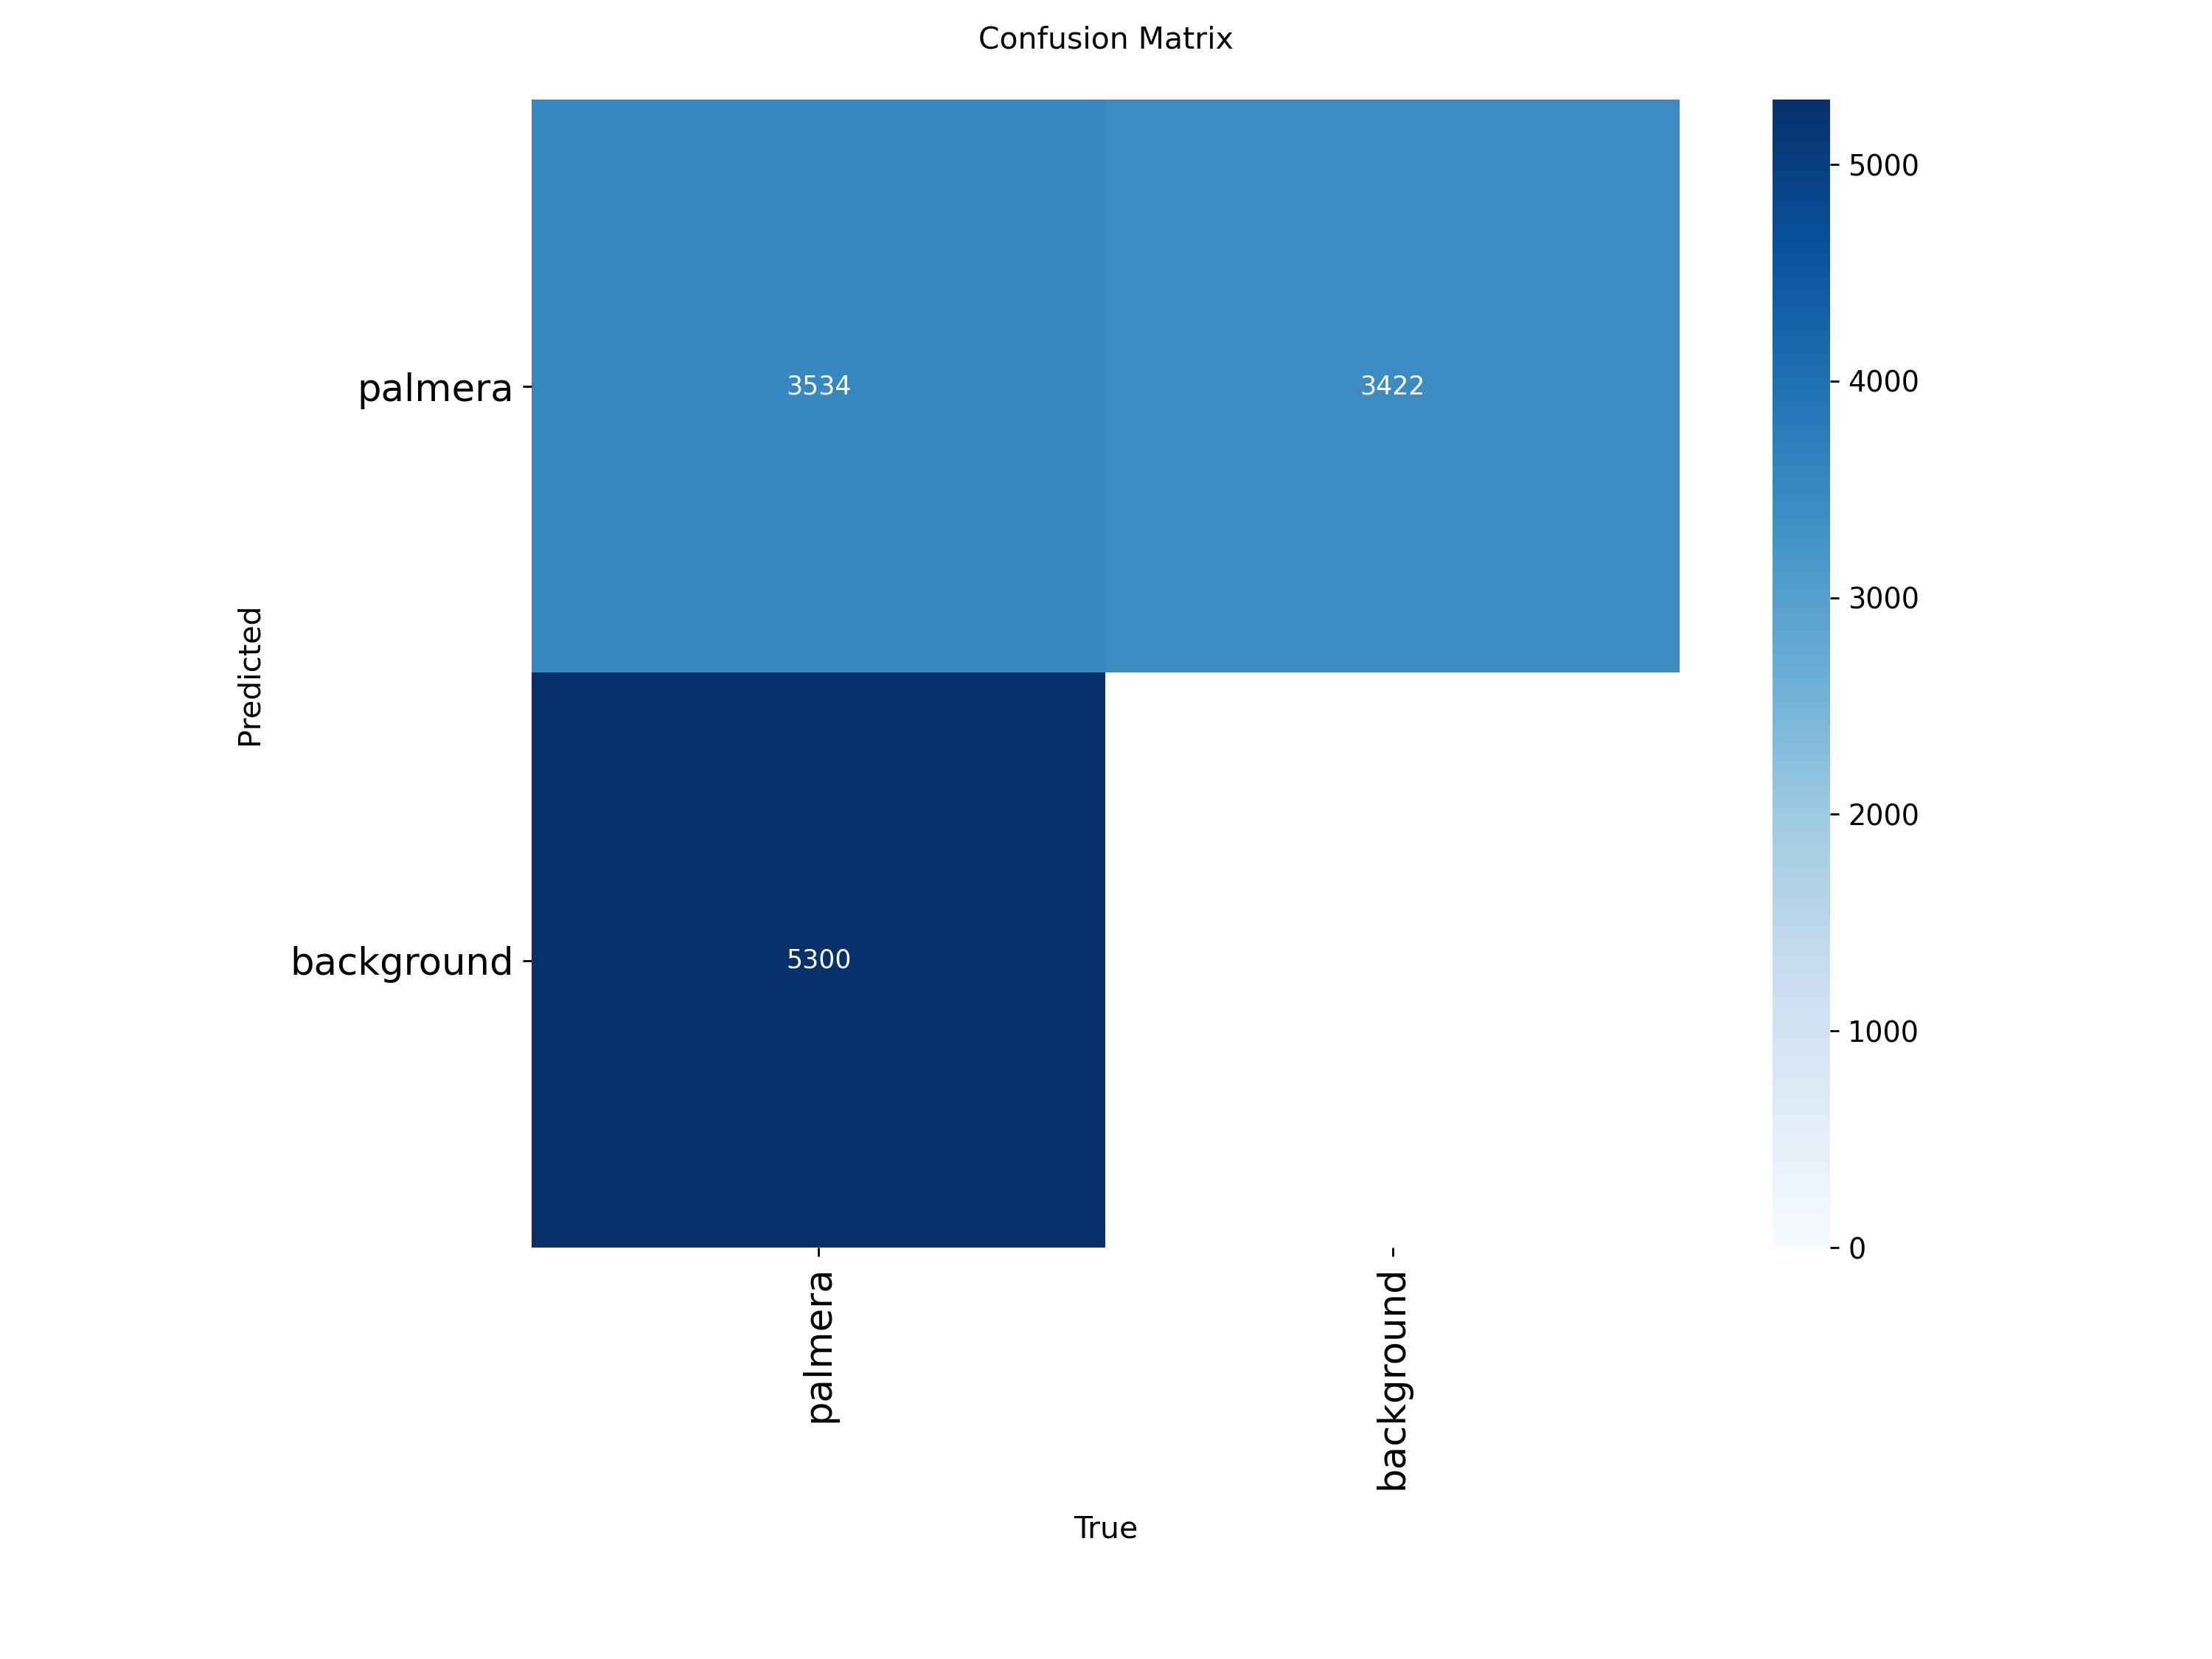 Confusion Matrix
Predicted
palmera
3534
3422
background
5300
palmera
background
True
5000
4000
3000
2000
1000
0